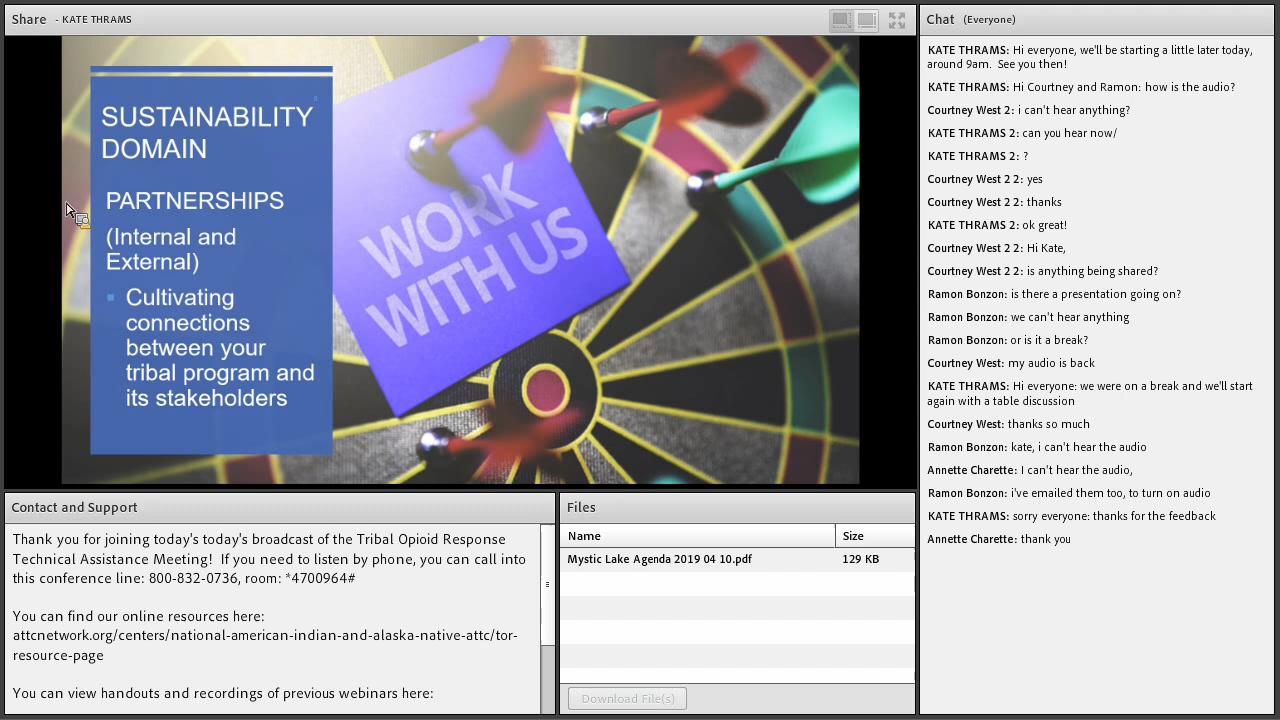 Share - KATE THRAMS
SUSTAINABILITY
DOMAIN
PARTNERSHIPS
(Internal and
External)
Cultivating
connections
between your
tribal program and
its stakeholders
WORK
WITH US
Contact and Support
Thank you for joining today's today's broadcast of the Tribal Opioid Response
Technical Assistance Meeting!  If you need to listen by phone, you can call into
this conference line: 800-832-0736, room: *4700964#
You can find our online resources here:
attcnetwork.org/centers/national-american-indian-and-alaska-native-attc/tor-
resource-page
You can view handouts and recordings of previous webinars here:
Files
Name Size
Mystic Lake Agenda 2019 04 10.pdf 129 KB
Download File(s)
Chat (Everyone)
KATE THRAMS: Hi everyone, we'll be starting a little later today,
around 9am.  See you then!
KATE THRAMS: Hi Courtney and Ramon: how is the audio?
Courtney West 2: i can't hear anything?
KATE THRAMS 2: can you hear now/
KATE THRAMS 2: ?
Courtney West 2 2: yes
Courtney West 2 2: thanks
KATE THRAMS 2: ok great!
Courtney West 2 2: Hi Kate,
Courtney West 2 2: is anything being shared?
Ramon Bonzon: is there a presentation going on?
Ramon Bonzon: we can't hear anything
Ramon Bonzon: or is it a break?
Courtney West: my audio is back
KATE THRAMS: Hi everyone: we were on a break and we'll start
again with a table discussion
Courtney West: thanks so much
Ramon Bonzon: kate, i can't hear the audio
Annette Charette: I can't hear the audio,
Ramon Bonzon: i've emailed them too, to turn on audio
KATE THRAMS: sorry everyone: thanks for the feedback
Annette Charette: thank you